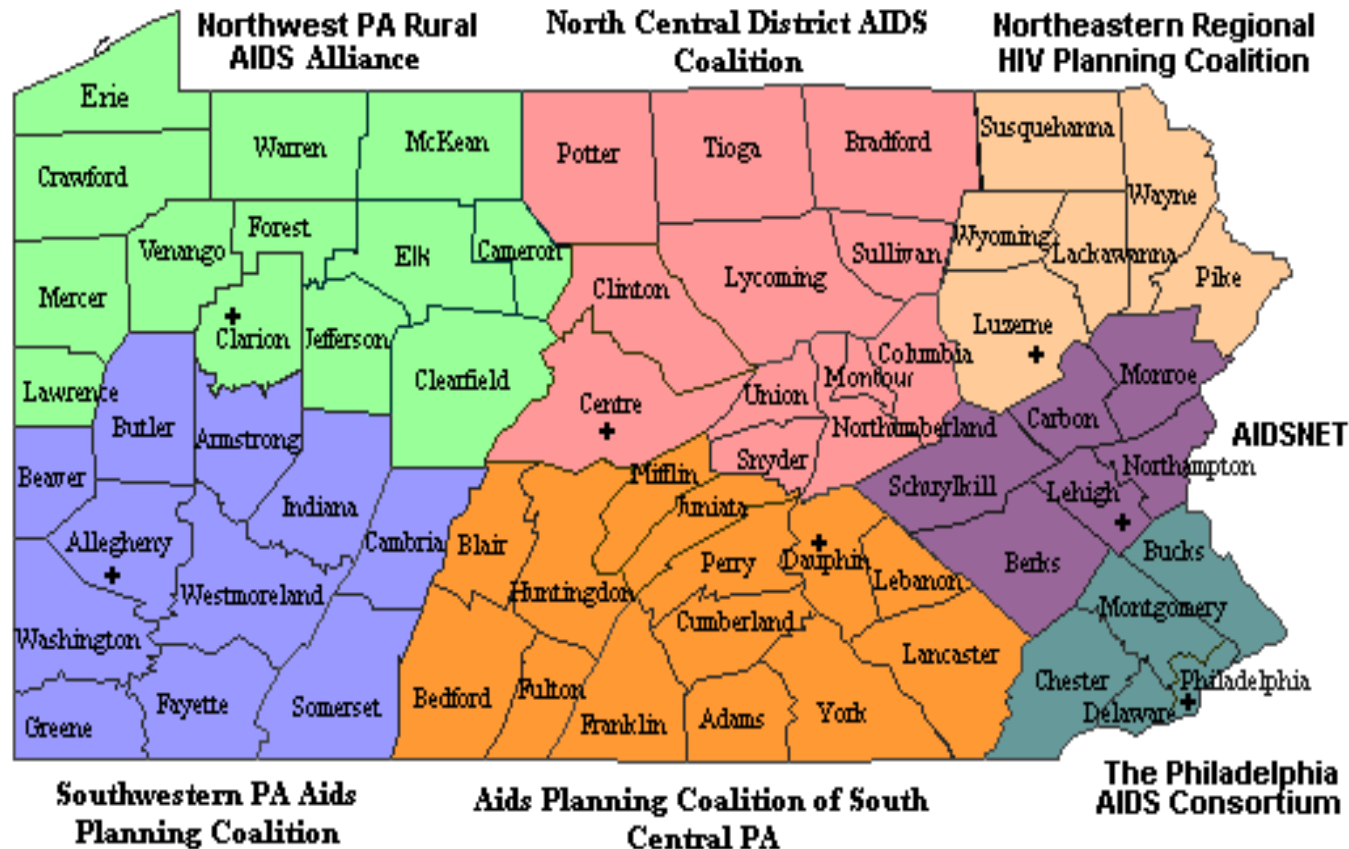 Northwest PA Rural
AIDS Alliance
North Central District AIDS
Coalition
Northeastern Regional
HIV Planning Coalition
Erie
Warren
McKean
Potter
Tioga
Bradford
Susquehanna
Crawford
Wayne
Venango
Forest
Elk
Cameron
Clinton
Lycoming
Sullivan
Wyoming
Lackawanna
Pike
Mercer
Clarion
Jefferson
Luzerne
Columbia
Montour
Monroe
Lawrence
Clearfield
Centre
Union
Carbon
Butler
Armstrong
Northumberland
AIDSNET
Beaver
Mifflin
Snyder
Schuylkill
Lehigh
Northampton
Indiana
Juniata
Allegheny
Cambria
Blair
Perry
Dauphin
Lebanon
Berks
Bucks
Westmoreland
Huntingdon
Cumberland
Montgomery
Washington
Lancaster
Chester
Philadelphia
Greene
Fayette
Somerset
Bedford
Fulton
Franklin
Adams
York
Delaware
Southwestern PA Aids
Planning Coalition
Aids Planning Coalition of South
Central PA
The Philadelphia
AIDS Consortium